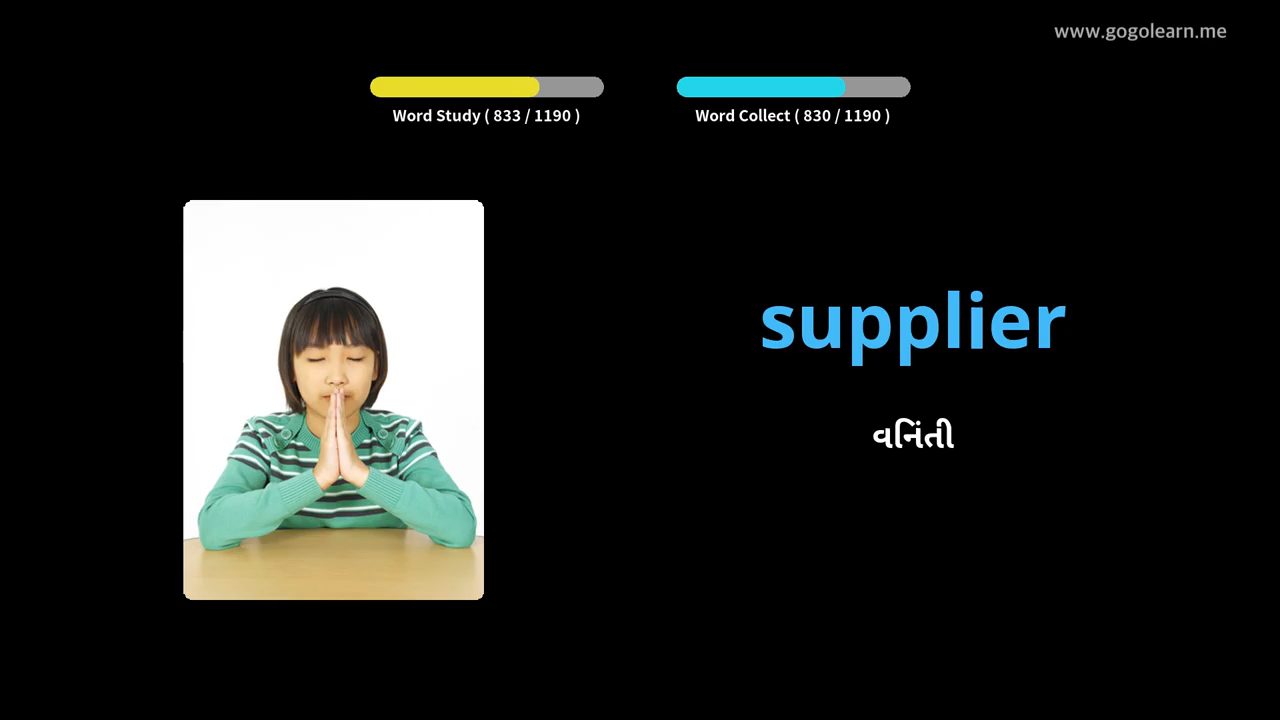 www.gogolearn.me
Word Study ( 833 / 1190 )
Word Collect ( 830 / 1190 )
supplier
વિનંતી